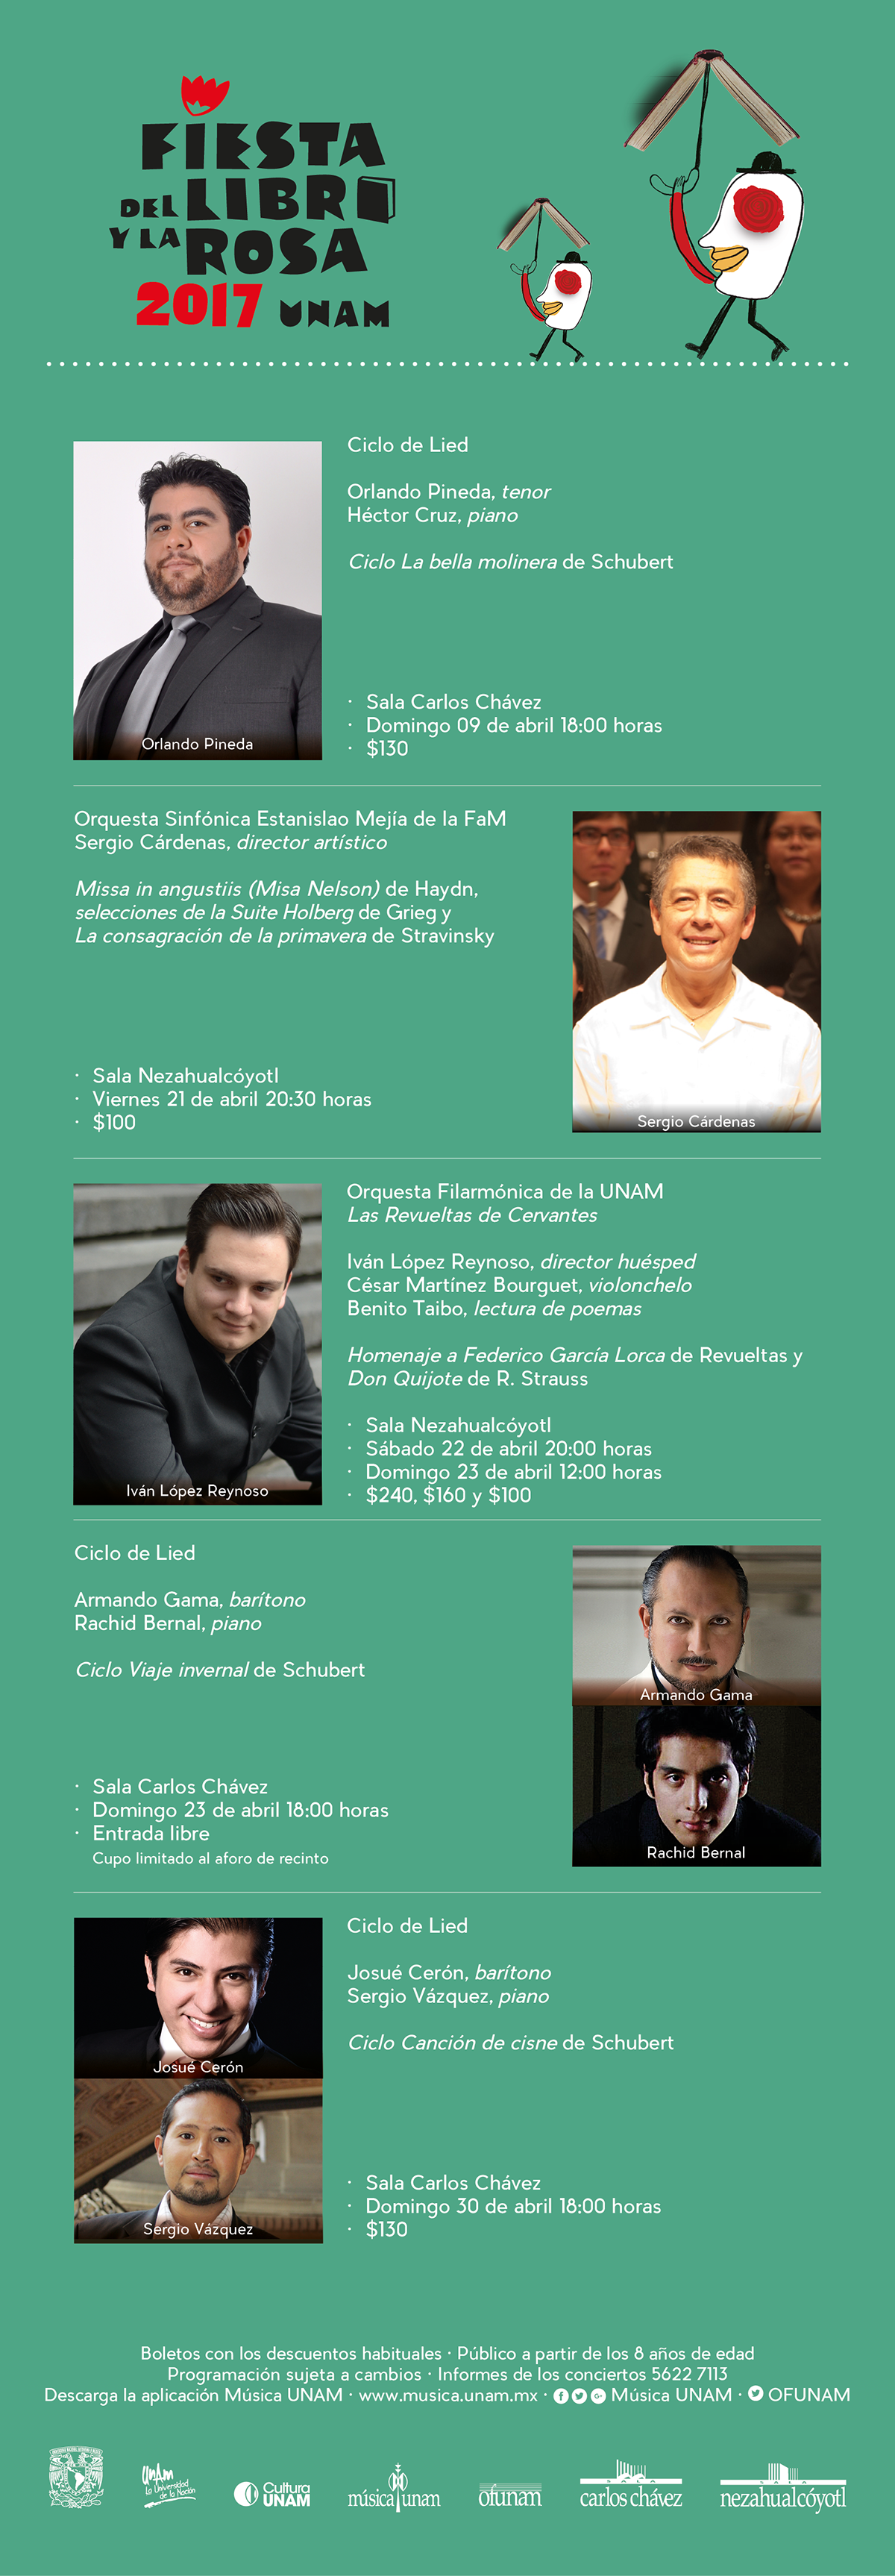 FIESTA
DEL LIBRO
Y LA ROSA
2017 UNAM
Ciclo de Lied
Orlando Pineda, tenor
Héctor Cruz, piano
Ciclo La bella molinera de Schubert
· Sala Carlos Chávez
· Domingo 09 de abril 18:00 horas
· $130
Orlando Pineda
Orquesta Sinfónica Estanislao Mejía de la FaM
Sergio Cárdenas, director artístico
Missa in angustiis (Misa Nelson) de Haydn,
selecciones de la Suite Holberg de Grieg y
La consagración de la primavera de Stravinsky
· Sala Nezahualcóyotl
· Viernes 21 de abril 20:30 horas
· $100
Sergio Cárdenas
Orquesta Filarmónica de la UNAM
Las Revueltas de Cervantes
Iván López Reynoso, director huésped
César Martínez Bourguet, violonchelo
Benito Taibo, lectura de poemas
Homenaje a Federico García Lorca de Revueltas y
Don Quijote de R. Strauss
· Sala Nezahualcóyotl
· Sábado 22 de abril 20:00 horas
· Domingo 23 de abril 12:00 horas
· $240, $160 y $100
Iván López Reynoso
Ciclo de Lied
Armando Gama, barítono
Rachid Bernal, piano
Ciclo Viaje invernal de Schubert
· Sala Carlos Chávez
· Domingo 23 de abril 18:00 horas
· Entrada libre
Cupo limitado al aforo de recinto
Armando Gama
Rachid Bernal
Ciclo de Lied
Josué Cerón, barítono
Sergio Vázquez, piano
Ciclo Canción de cisne de Schubert
· Sala Carlos Chávez
· Domingo 30 de abril 18:00 horas
· $130
Josué Cerón
Sergio Vázquez
Boletos con los descuentos habituales · Público a partir de los 8 años de edad
Programación sujeta a cambios · Informes de los conciertos 5622 7113
Descarga la aplicación Música UNAM · www.musica.unam.mx · Música UNAM · OFUNAM
UNAM
La Universidad
de la Nación
Cultura
UNAM
música unam
ofunam
SALA
carlos chávez
SALA
nezahualcóyotl